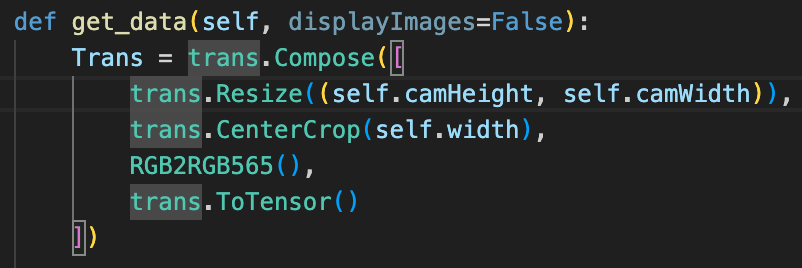 def get_data(self, displayImages=False):
    Trans = trans.Compose([
        trans.Resize((self.camHeight, self.camWidth)),
        trans.CenterCrop(self.width),
        RGB2RGB565(),
        trans.ToTensor()
    ])